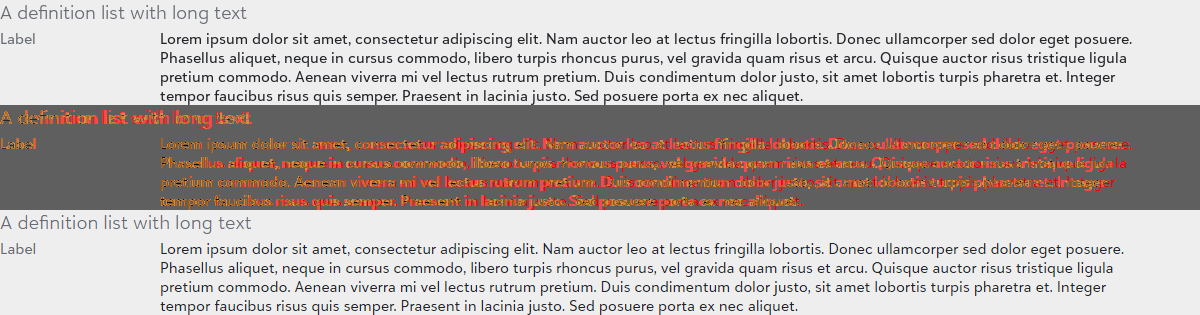 A definition list with long text
Label
Lorem ipsum dolor sit amet, consectetur adipiscing elit. Nam auctor leo at lectus fringilla lobortis. Donec ullamcorper sed dolor eget posuere.
Phasellus aliquet, neque in cursus commodo, libero turpis rhoncus purus, vel gravida quam risus et arcu. Quisque auctor risus tristique ligula
pretium commodo. Aenean viverra mi vel lectus rutrum pretium. Duis condimentum dolor justo, sit amet lobortis turpis pharetra et. Integer
tempor faucibus risus quis semper. Praesent in lacinia justo. Sed posuere porta ex nec aliquet.
A definition list with long text
Label
Lorem ipsum dolor sit amet, consectetur adipiscing elit. Nam auctor leo at lectus fringilla lobortis. Donec ullamcorper sed dolor eget posuere.
Phasellus aliquet, neque in cursus commodo, libero turpis rhoncus purus, vel gravida quam risus et arcu. Quisque auctor risus tristique ligula
pretium commodo. Aenean viverra mi vel lectus rutrum pretium. Duis condimentum dolor justo, sit amet lobortis turpis pharetra et. Integer
tempor faucibus risus quis semper. Praesent in lacinia justo. Sed posuere porta ex nec aliquet.
A definition list with long text
Label
Lorem ipsum dolor sit amet, consectetur adipiscing elit. Nam auctor leo at lectus fringilla lobortis. Donec ullamcorper sed dolor eget posuere.
Phasellus aliquet, neque in cursus commodo, libero turpis rhoncus purus, vel gravida quam risus et arcu. Quisque auctor risus tristique ligula
pretium commodo. Aenean viverra mi vel lectus rutrum pretium. Duis condimentum dolor justo, sit amet lobortis turpis pharetra et. Integer
tempor faucibus risus quis semper. Praesent in lacinia justo. Sed posuere porta ex nec aliquet.